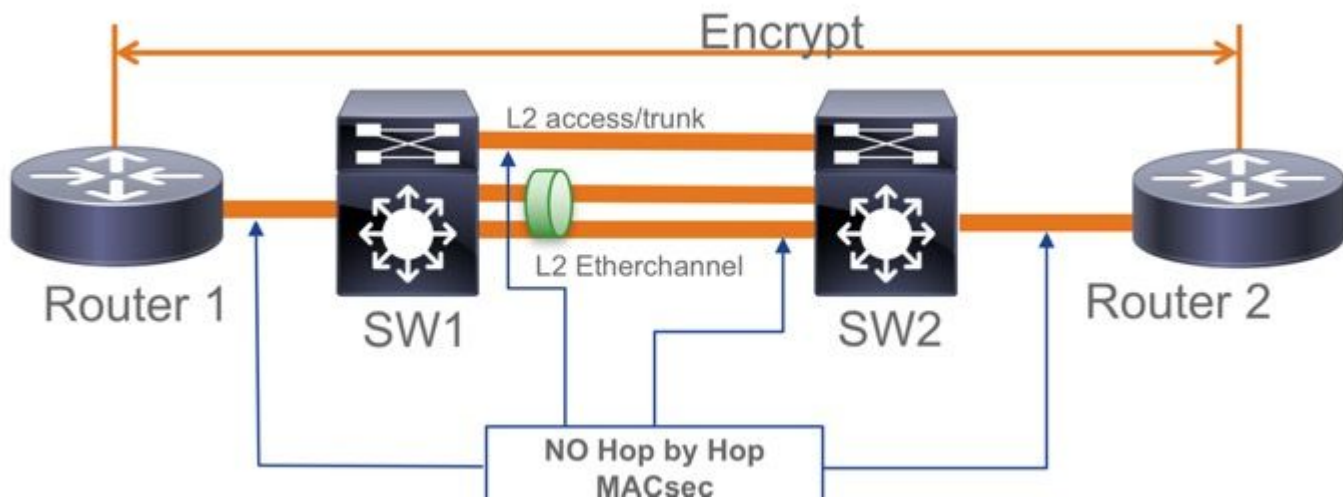 Encrypt
L2 access/trunk
L2 Etherchannel
Router 1
SW1
SW2
Router 2
NO Hop by Hop
MACsec